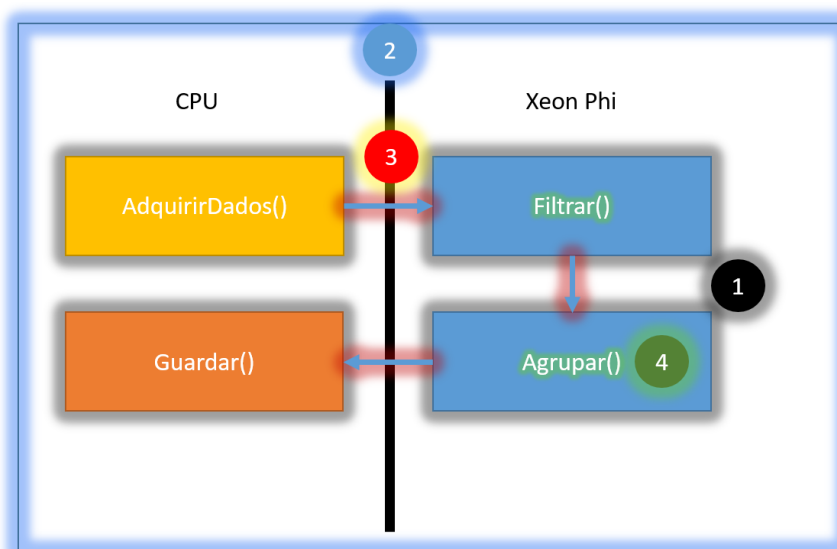 2
CPU
Xeon Phi
3
AdquirirDados()
Filtrar()
1
Guardar()
Agrupar()
4